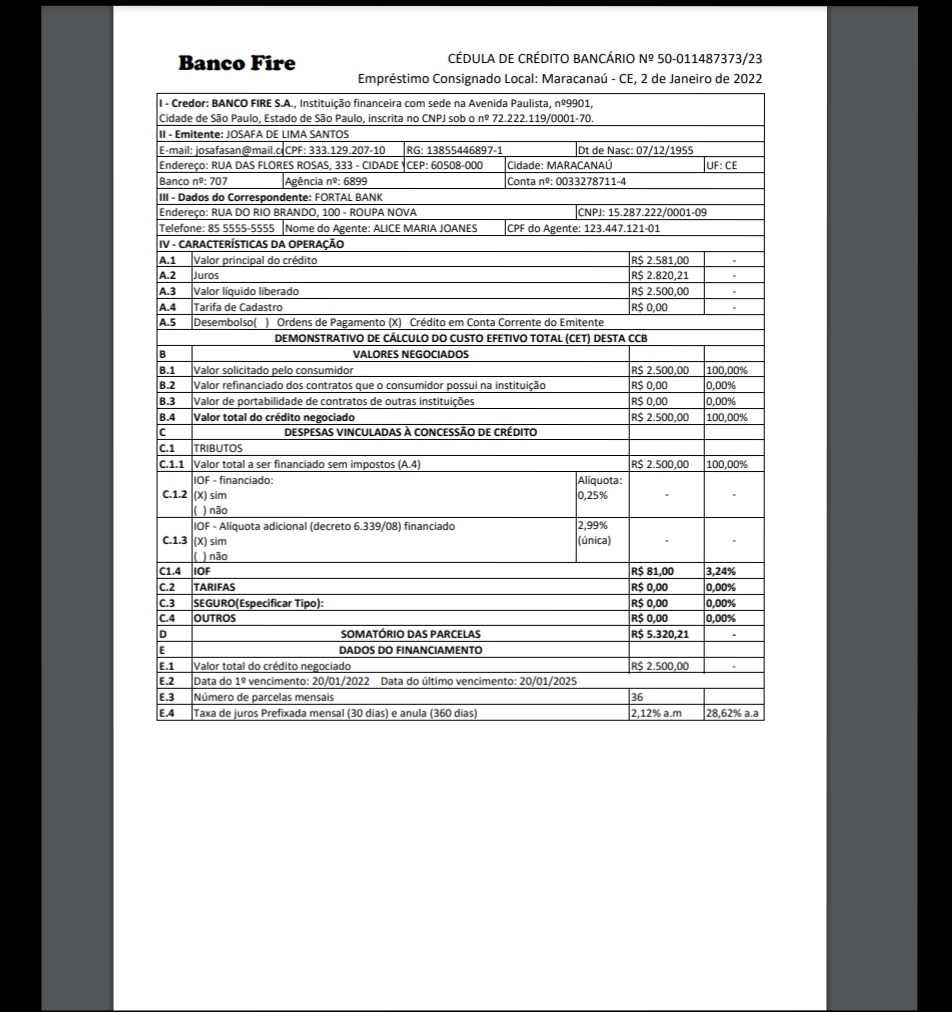 Banco Fire
CÉDULA DE CRÉDITO BANCÁRIO Nº 50-011487373/23
Empréstimo Consignado Local: Maracanaú - CE, 2 de Janeiro de 2022
I - Credor: BANCO FIRE S.A., Instituição financeira com sede na Avenida Paulista, nº9901,
Cidade de São Paulo, Estado de São Paulo, inscrita no CNPJ sob o nº 72.222.119/0001-70.
II - Emitente: JOSAFA DE LIMA SANTOS
E-mail: josafasan@mail.c CPF: 333.129.207-10 RG: 13855446897-1 Dt de Nasc: 07/12/1955
Endereço: RUA DAS FLORES ROSAS, 333 - CIDADE CEP: 60508-000 Cidade: MARACANAÚ UF: CE
Banco nº: 707 Agência nº: 6899 Conta nº: 0033278711-4
III - Dados do Correspondente: FORTAL BANK
Endereço: RUA DO RIO BRANDO, 100 - ROUPA NOVA CNPJ: 15.287.222/0001-09
Telefone: 85 5555-5555 Nome do Agente: ALICE MARIA JOANES CPF do Agente: 123.447.121-01
IV - CARACTERÍSTICAS DA OPERAÇÃO
A.1 Valor principal do crédito R$ 2.581,00 -
A.2 Juros R$ 2.820,21 -
A.3 Valor líquido liberado R$ 2.500,00 -
A.4 Tarifa de Cadastro R$ 0,00 -
A.5 Desembolso( ) Ordens de Pagamento (X) Crédito em Conta Corrente do Emitente
DEMONSTRATIVO DE CÁLCULO DO CUSTO EFETIVO TOTAL (CET) DESTA CCB
B VALORES NEGOCIADOS
B.1 Valor solicitado pelo consumidor R$ 2.500,00 100,00%
B.2 Valor refinanciado dos contratos que o consumidor possui na instituição R$ 0,00 0,00%
B.3 Valor de portabilidade de contratos de outras instituições R$ 0,00 0,00%
B.4 Valor total do crédito negociado R$ 2.500,00 100,00%
C DESPESAS VINCULADAS À CONCESSÃO DE CRÉDITO
C.1 TRIBUTOS
C.1.1 Valor total a ser financiado sem impostos (A.4) R$ 2.500,00 100,00%
IOF - financiado: Alíquota:
C.1.2 (X) sim 0,25% - -
( ) não
IOF - Alíquota adicional (decreto 6.339/08) financiado 2,99%
C.1.3 (X) sim (única) - -
( ) não
C1.4 IOF R$ 81,00 3,24%
C.2 TARIFAS R$ 0,00 0,00%
C.3 SEGURO(Especificar Tipo): R$ 0,00 0,00%
C.4 OUTROS R$ 0,00 0,00%
D SOMATÓRIO DAS PARCELAS R$ 5.320,21 -
E DADOS DO FINANCIAMENTO
E.1 Valor total do crédito negociado R$ 2.500,00 -
E.2 Data do 1º vencimento: 20/01/2022 Data do último vencimento: 20/01/2025
E.3 Número de parcelas mensais 36
E.4 Taxa de juros Prefixada mensal (30 dias) e anula (360 dias) 2,12% a.m 28,62% a.a